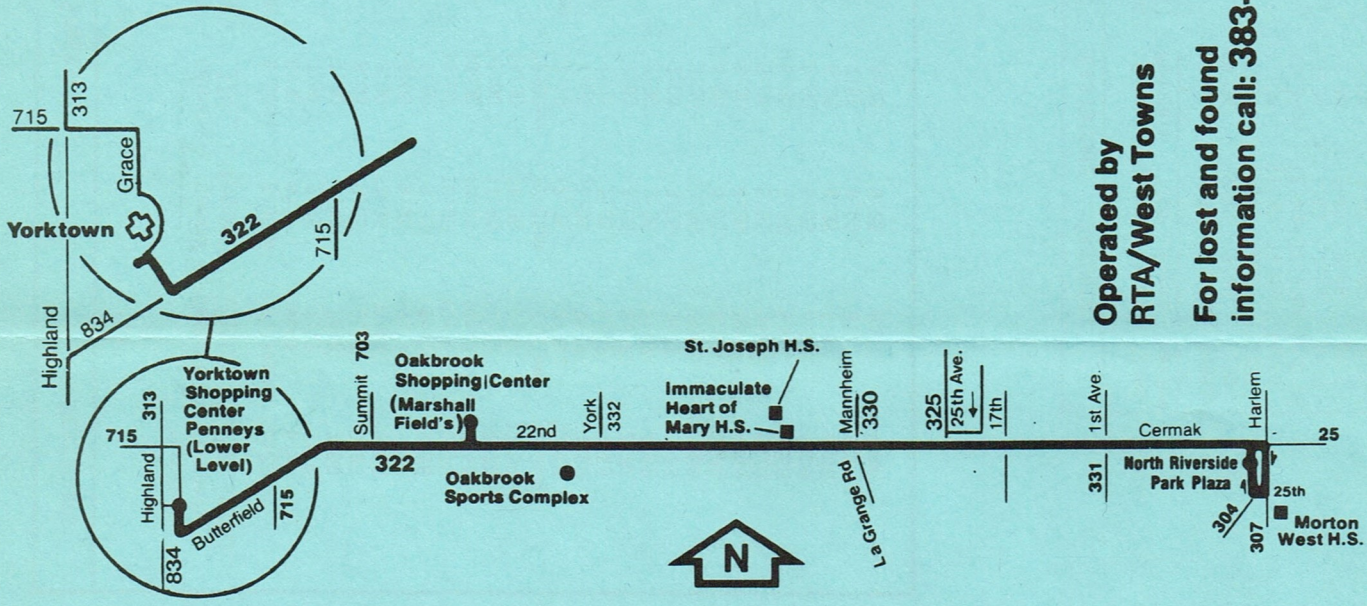 715
313
Grace
Yorktown
322
715
834
Highland
Operated by
RTA/West Towns
For lost and found
information call: 383-
Yorktown
Shopping
Center
Penneys
(Lower
Level)
313
715
Highland
834
Butterfield
715
Summit 703
322
Oakbrook
Shopping Center
(Marshall
Field's)
22nd
Oakbrook
Sports Complex
York
332
St. Joseph H.S.
Immaculate
Heart of
Mary H.S.
Mannheim
330
La Grange Rd
325
25th Ave.
17th
1st Ave.
331
Cermak
Harlem
25
North Riverside
Park Plaza
25th
304
307
Morton
West H.S.
N